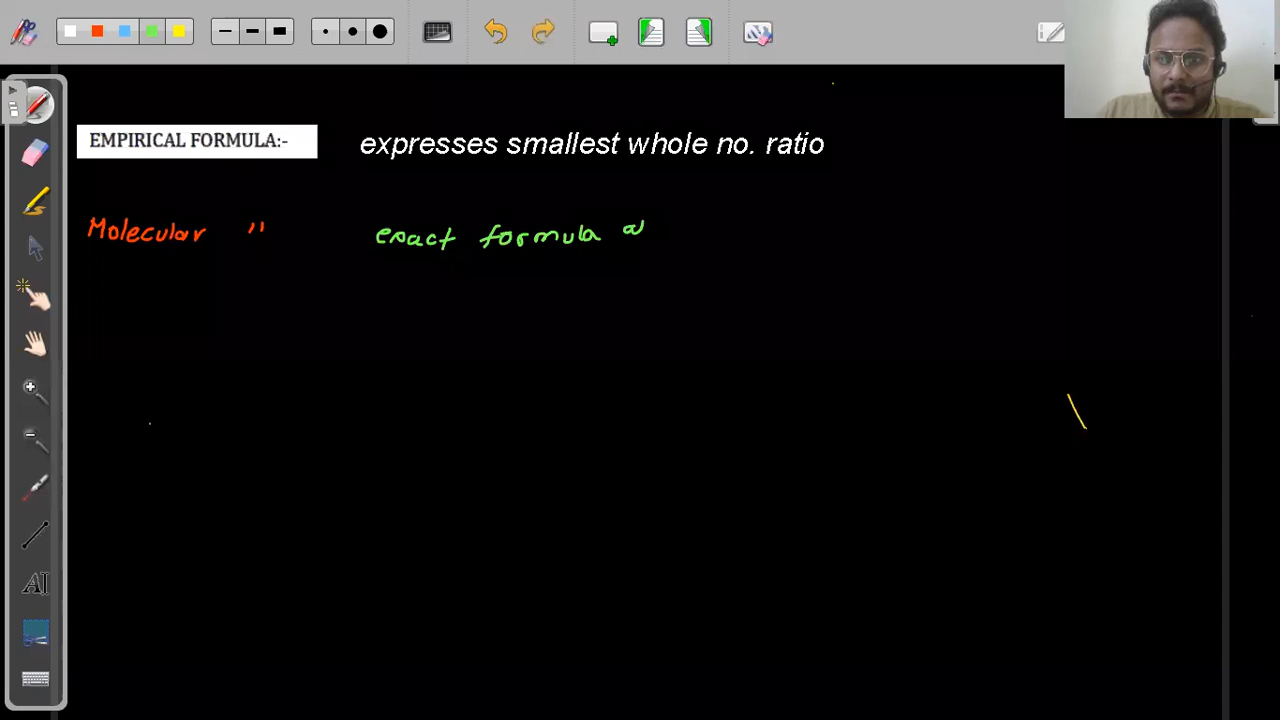 EMPIRICAL FORMULA:- expresses smallest whole no. ratio
Molecular " exact formula